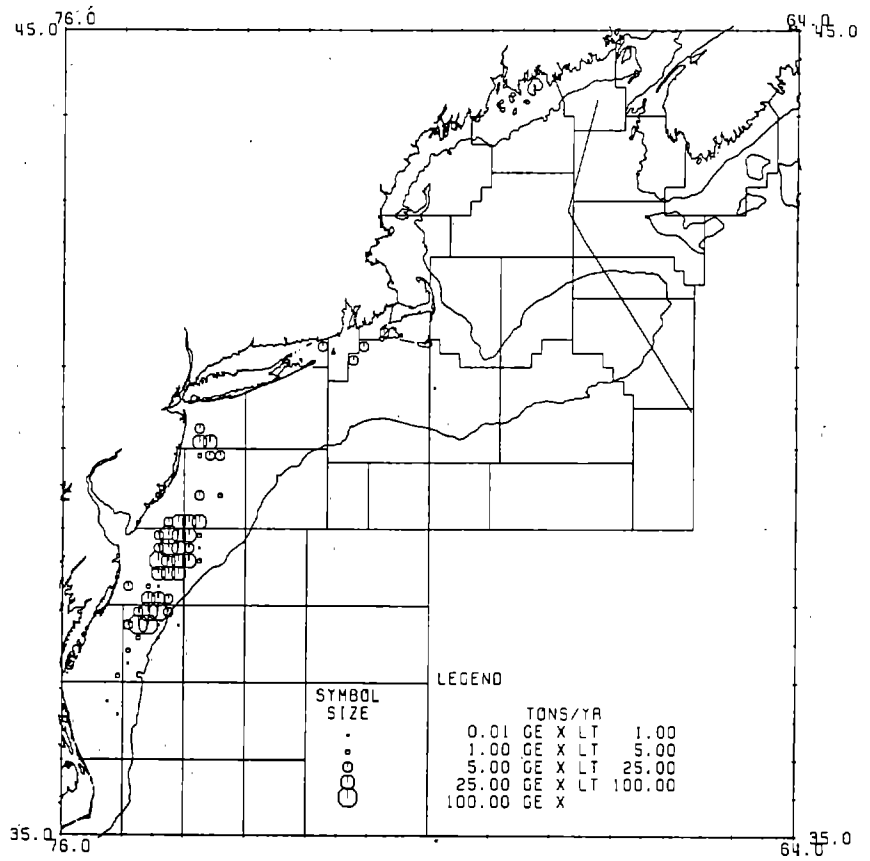 76.0 64.0
45.0 45.0
LEGEND
SYMBOL
SIZE
TONS/YR
0.01 GE X LT 1.00
1.00 GE X LT 5.00
5.00 GE X LT 25.00
25.00 GE X LT 100.00
100.00 GE X
35.0 35.0
76.0 64.0